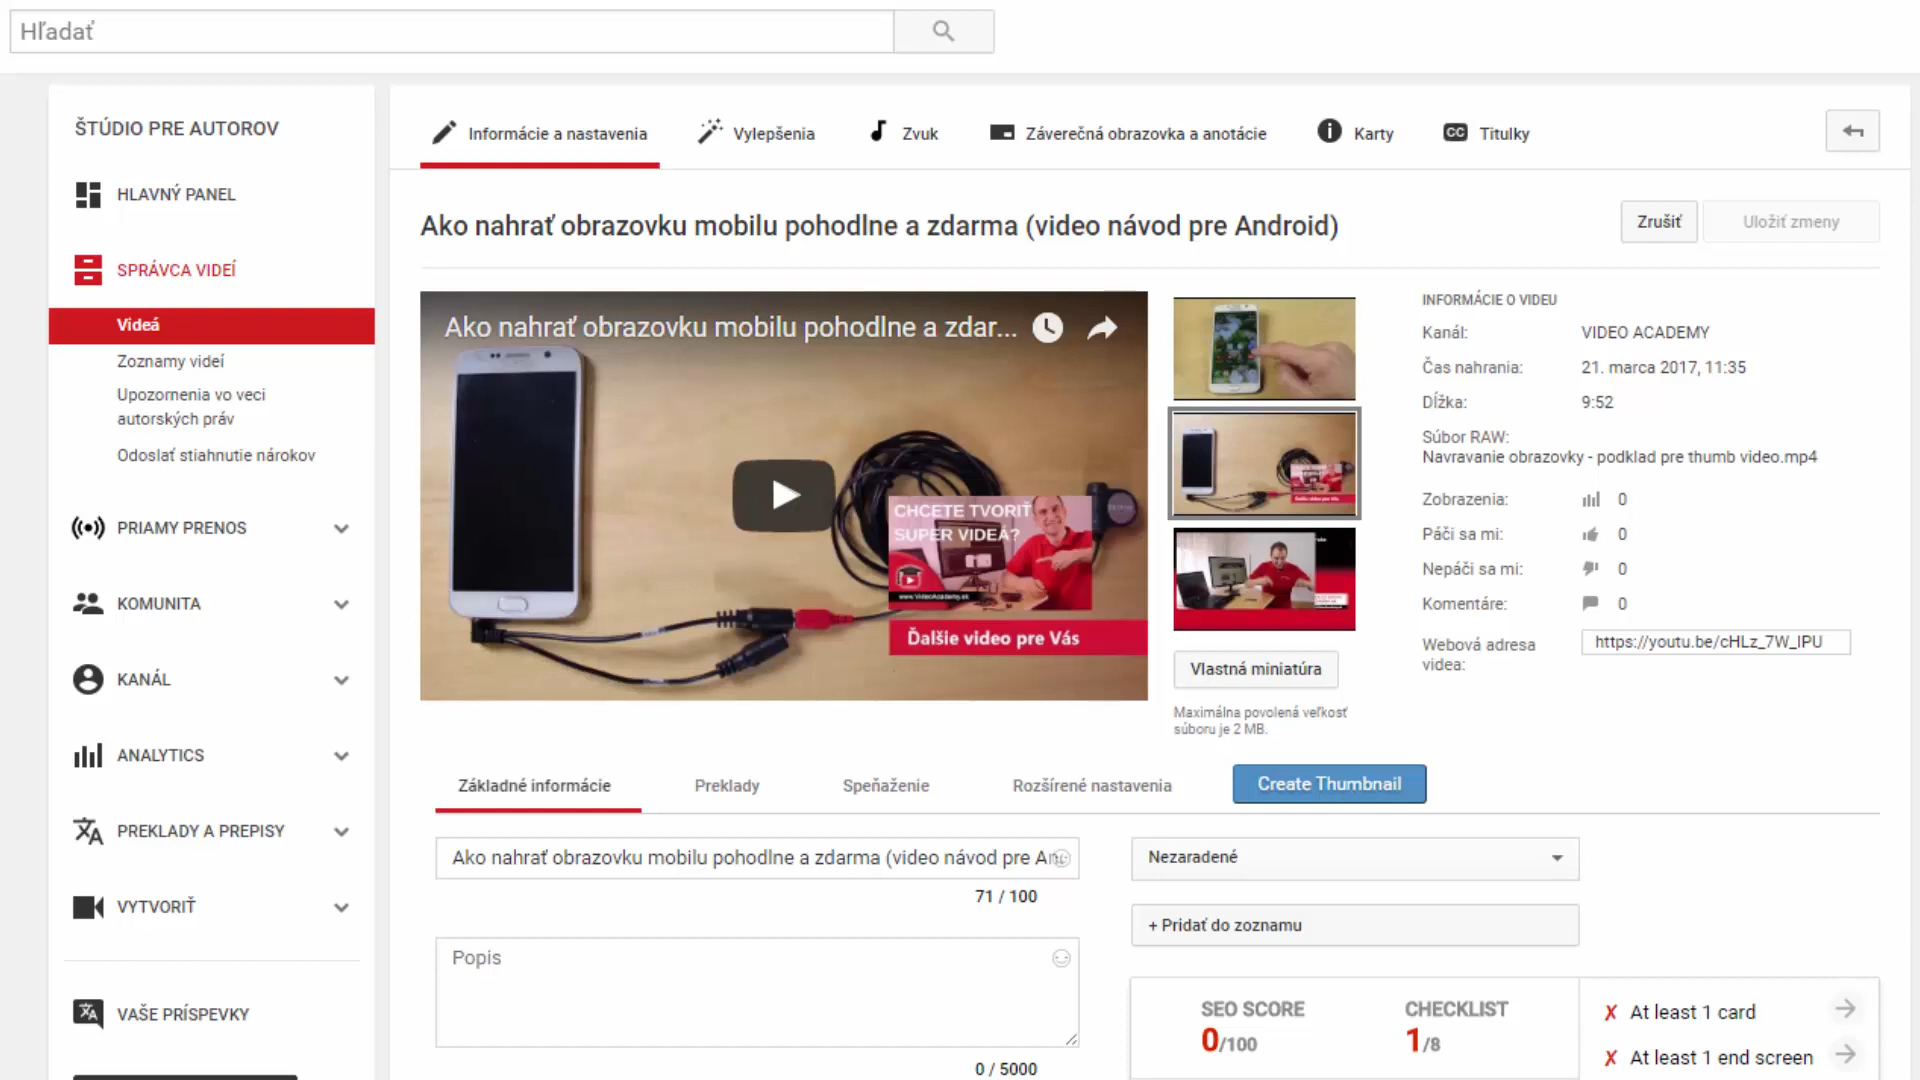 Hľadať
ŠTÚDIO PRE AUTOROV
HLAVNÝ PANEL
SPRÁVCA VIDEÍ
Videá
Zoznamy videí
Upozornenia vo veci
autorských práv
Odoslať stiahnutie nárokov
PRIAMY PRENOS
KOMUNITA
KANÁL
ANALYTICS
PREKLADY A PREPISY
VYTVORIŤ
VAŠE PRÍSPEVKY
Informácie a nastavenia
Vylepšenia
Zvuk
Záverečná obrazovka a anotácie
Karty
CC Titulky
Ako nahrať obrazovku mobilu pohodlne a zdarma (video návod pre Android)
Zrušiť
Uložiť zmeny
Ako nahrať obrazovku mobilu pohodlne a zdar...
CHCETE TVORIŤ
SUPER VIDEÁ?
www.VideoAcademy.sk
Ďalšie video pre Vás
Vlastná miniatúra
Maximálna povolená veľkosť
súboru je 2 MB.
INFORMÁCIE O VIDEU
Kanál: VIDEO ACADEMY
Čas nahrania: 21. marca 2017, 11:35
Dĺžka: 9:52
Súbor RAW:
Navravanie obrazovky - podklad pre thumb video.mp4
Zobrazenia: 0
Páči sa mi: 0
Nepáči sa mi: 0
Komentáre: 0
Webová adresa
videa:
https://youtu.be/cHLz_7W_IPU
Základné informácie
Preklady
Speňaženie
Rozšírené nastavenia
Create Thumbnail
Ako nahrať obrazovku mobilu pohodlne a zdarma (video návod pre An
71 / 100
Popis
0 / 5000
Nezaradené
+ Pridať do zoznamu
SEO SCORE
0/100
CHECKLIST
1/8
✗ At least 1 card
✗ At least 1 end screen